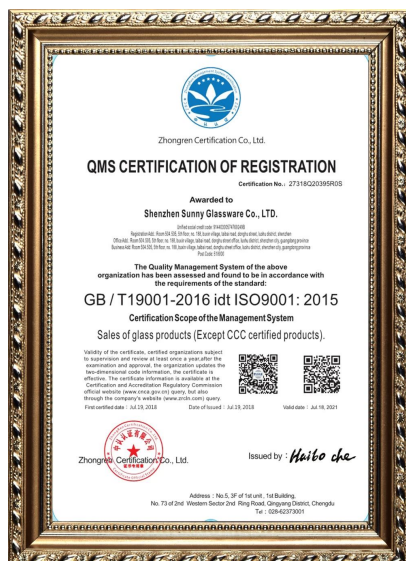 Zhongren Certification Co., Ltd.
QMS CERTIFICATION OF REGISTRATION
Certification No.: 27318Q20395R0S
Awarded to
Shenzhen Sunny Glassware Co., LTD.
The Quality Management System of the above
organization has been assessed and found to be in accordance with
the requirements of the standard:
GB / T19001-2016 idt ISO9001: 2015
Certification Scope of the Management System
Sales of glass products (Except CCC certified products).
Validity of the certificate, certified organizations subject
to supervision and review at least once a year, after the
examination and approval, the organization updates the
two-dimensional code information, the certificate is
effective. The certificate information is available at the
Certification and Accreditation Regulatory Commission
official website (www.cnca.gov.cn) query, but also
through the company's website (www.zrcln.com) query.
First certified date : Jul 19, 2018 Date of Issued : Jul 19, 2018 Valid date : Jul 18, 2021
Zhongren Certification Co., Ltd.
Issued by : Haibo che
Address : No.5, 3F of 1st unit , 1st Building,
No. 73 of 2nd Western Sector 2nd Ring Road, Qingyang District, Chengdu
Tel : 028-62373001